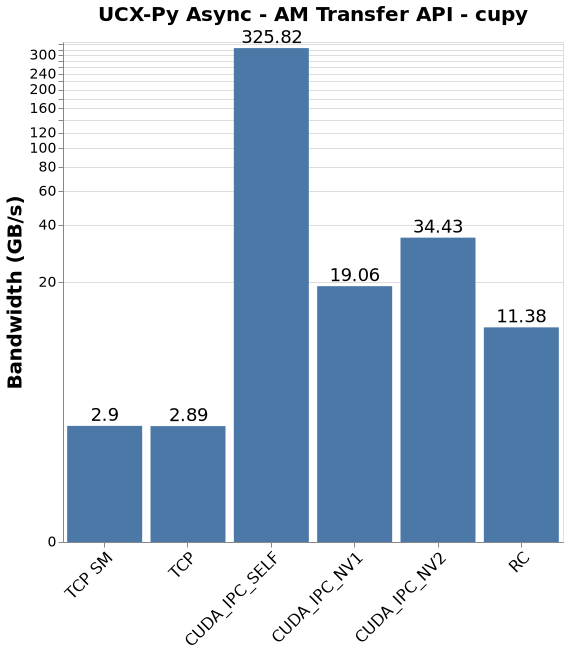 UCX-Py Async - AM Transfer API - cupy
Bandwidth (GB/s)
300
240
200
160
120
100
80
60
40
20
0
2.9
2.89
325.82
19.06
34.43
11.38
TCP SM
TCP
CUDA_IPC_SELF
CUDA_IPC_NV1
CUDA_IPC_NV2
RC